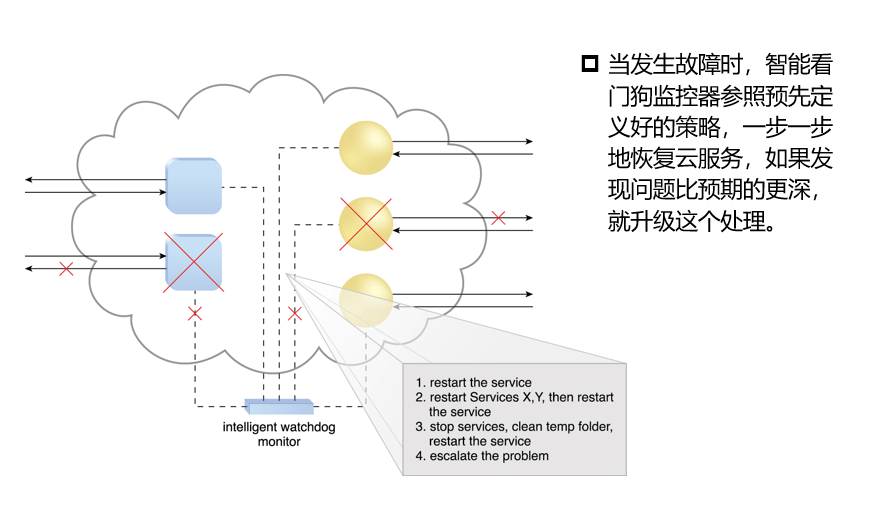 当发生故障时，智能看
门狗监控器参照预先定
义好的策略，一步一步
地恢复云服务，如果发
现问题比预期的更深，
就升级这个处理。
1. restart the service
2. restart Services X,Y, then restart
the service
3. stop services, clean temp folder,
restart the service
4. escalate the problem
intelligent watchdog
monitor